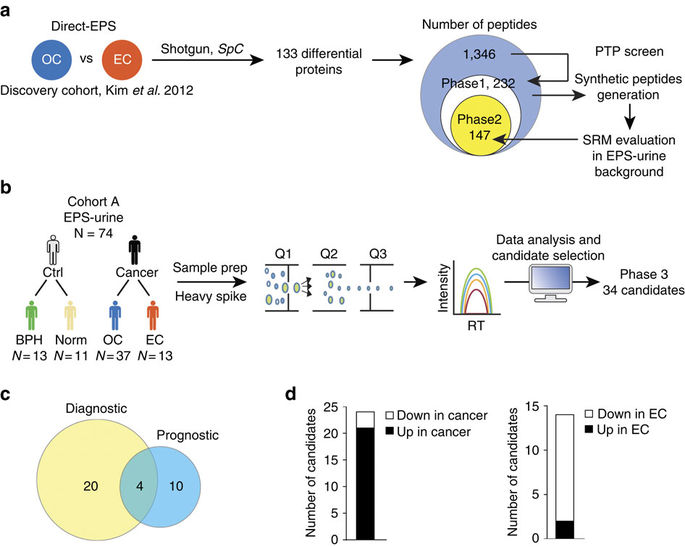 a
Direct-EPS
OC vs EC
Discovery cohort, Kim et al. 2012
Shotgun, SpC
133 differential
proteins
Number of peptides
1,346
Phase1, 232
Phase2
147
PTP screen
Synthetic peptides
generation
SRM evaluation
in EPS-urine
background
b
Cohort A
EPS-urine
N = 74
Ctrl
Cancer
BPH
N = 13
Norm
N = 11
OC
N = 37
EC
N = 13
Sample prep
Heavy spike
Q1 Q2 Q3
Intensity
RT
Data analysis and
candidate selection
Phase 3
34 candidates
c
Diagnostic
Prognostic
20 4 10
d
Number of candidates
25
20
15
10
5
0
Down in cancer
Up in cancer
Number of candidates
15
10
5
0
Down in EC
Up in EC